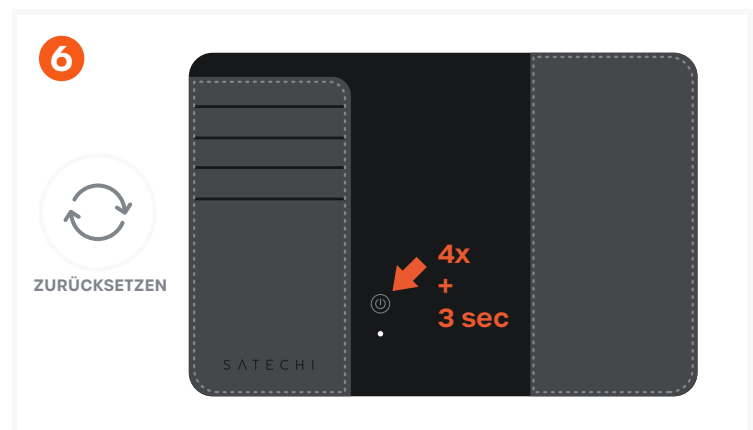 6
ZURÜCKSETZEN
4x
+
3 sec
SATECHI